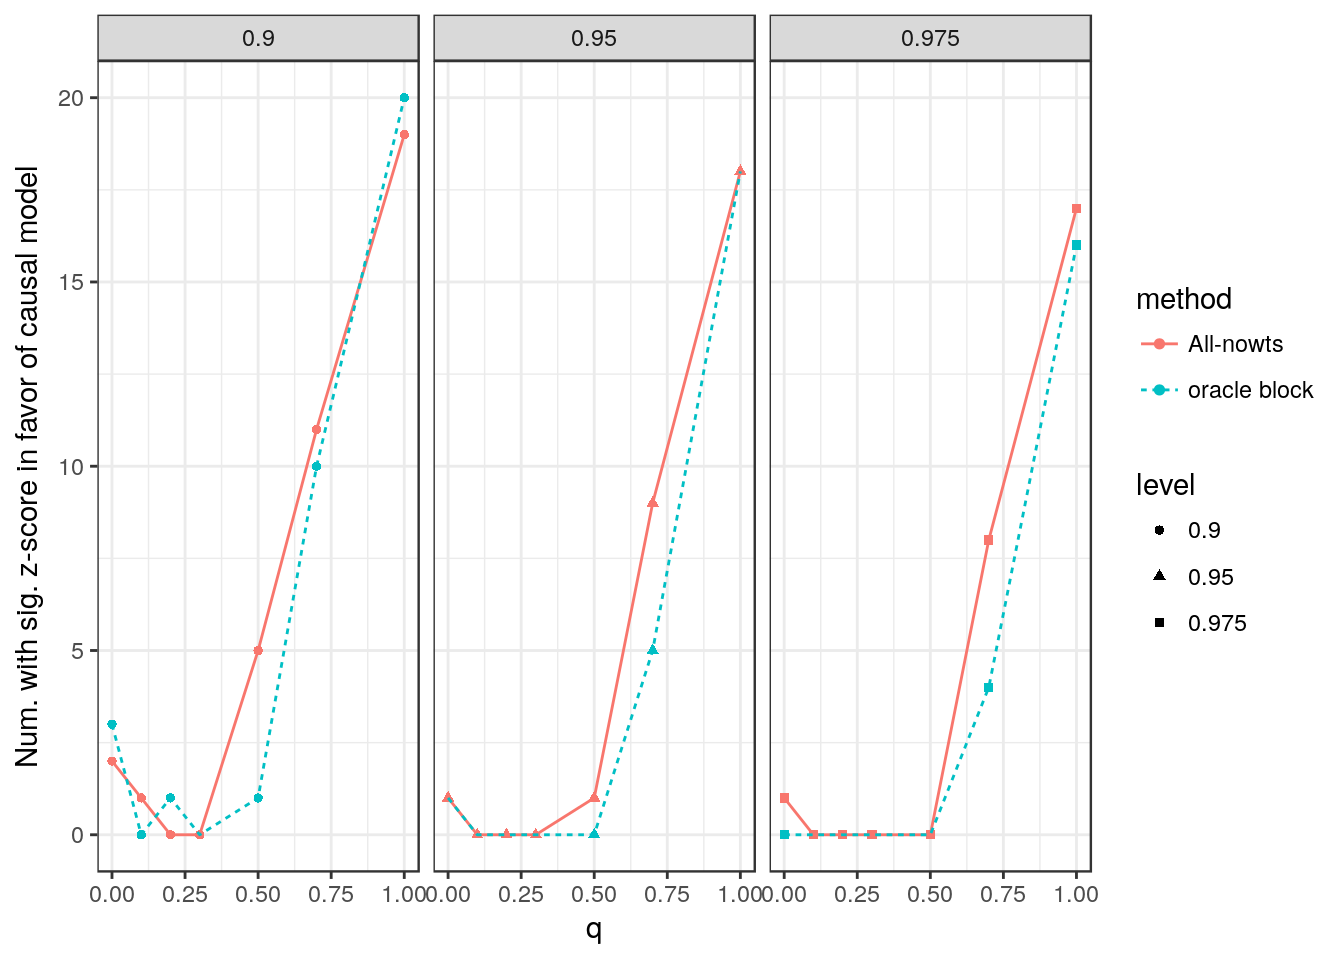 0.9 0.95 0.975
Num. with sig. z-score in favor of causal model
20
15
10
5
0
0.00 0.25 0.50 0.75 1.00 0.00 0.25 0.50 0.75 1.00 0.00 0.25 0.50 0.75 1.00
q
method
All-nowts
oracle block
level
0.9
0.95
0.975